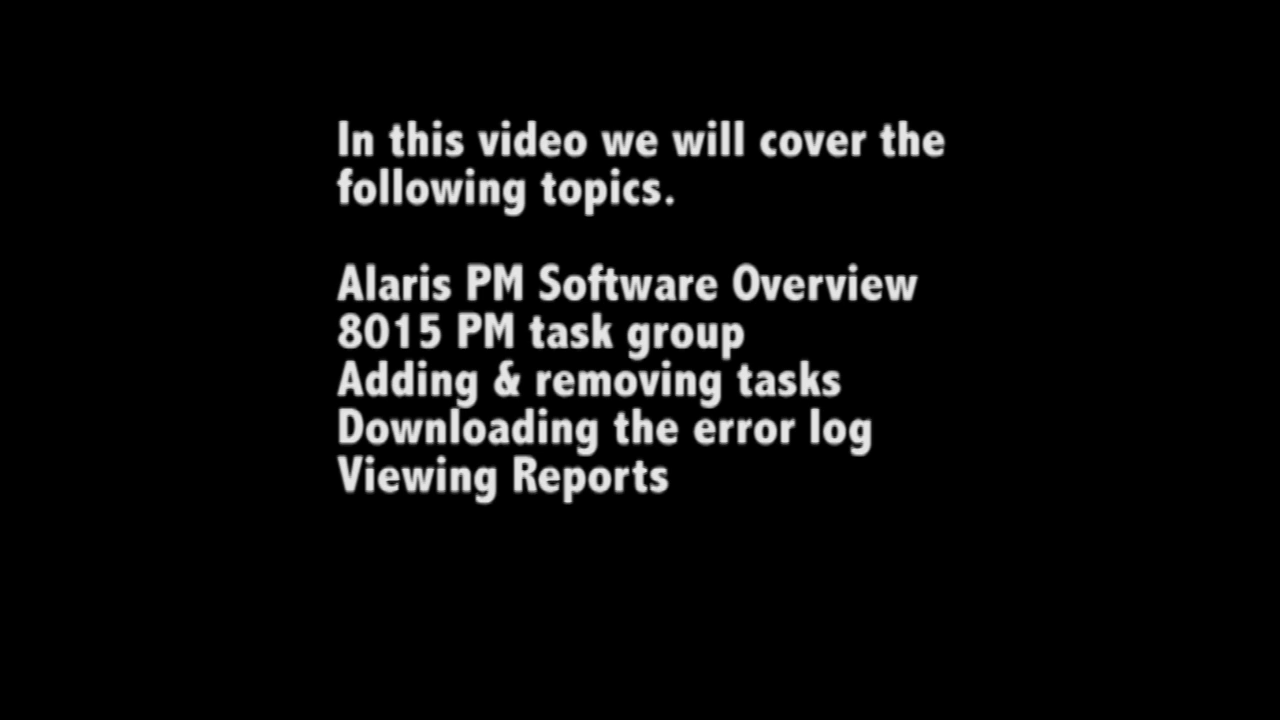 In this video we will cover the
following topics.
Alaris PM Software Overview
8015 PM task group
Adding & removing tasks
Downloading the error log
Viewing Reports